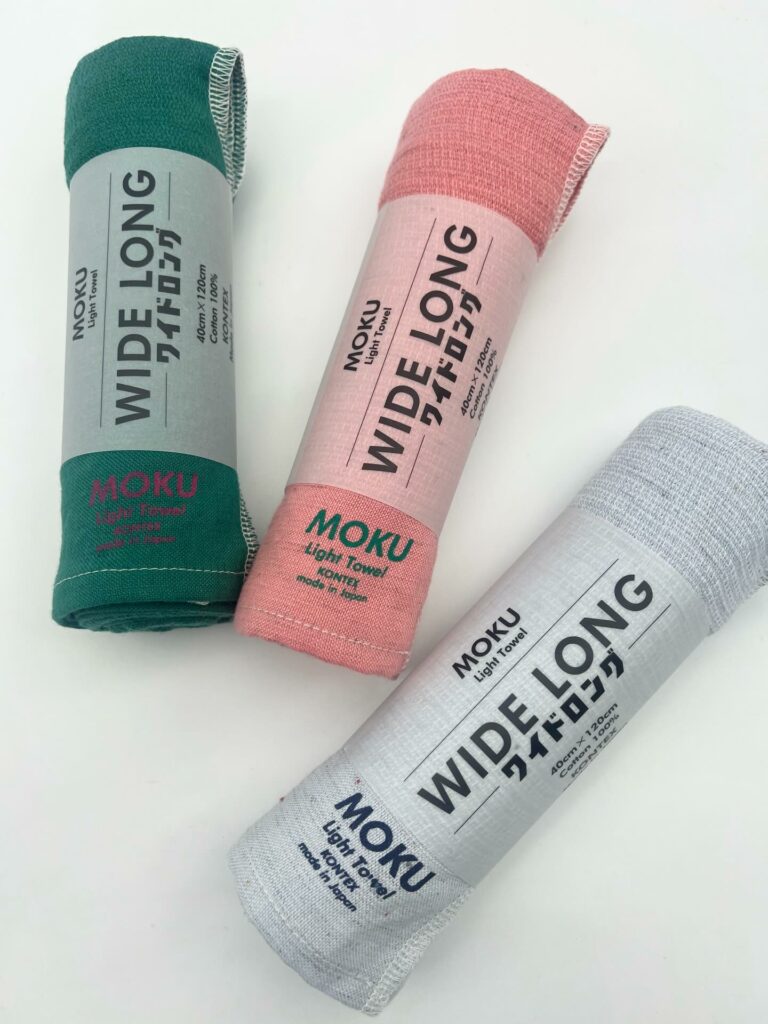 MOKU
Light Towel
WIDE LONG
ワイドロング
40cm×120cm
Cotton 100%
KONTEX
MOKU
Light Towel
KONTEX
made in Japan
MOKU
Light Towel
WIDE LONG
ワイドロング
40cm×120cm
Cotton 100%
KONTEX
MOKU
Light Towel
KONTEX
made in Japan
MOKU
Light Towel
WIDE LONG
ワイドロング
40cm×120cm
Cotton 100%
KONTEX
MOKU
Light Towel
KONTEX
made in Japan